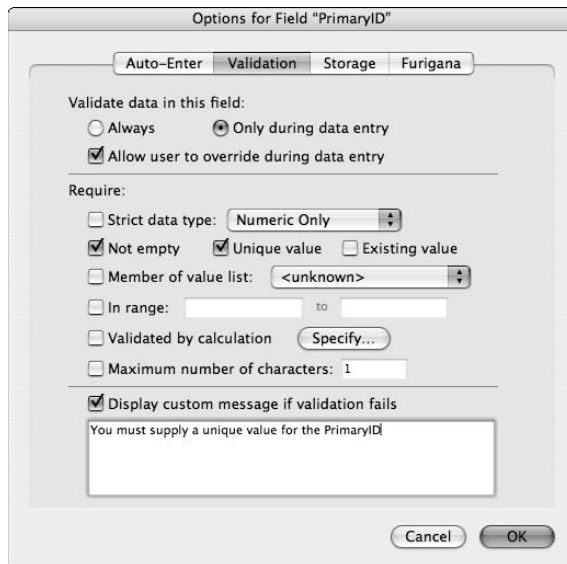 Options for Field “PrimaryID”
Auto-Enter Validation Storage Furigana
Validate data in this field:
Always Only during data entry
Allow user to override during data entry
Require:
Strict data type: Numeric Only
Not empty Unique value Existing value
Member of value list: <unknown>
In range: to
Validated by calculation Specify...
Maximum number of characters: 1
Display custom message if validation fails
You must supply a unique value for the PrimaryID
Cancel OK